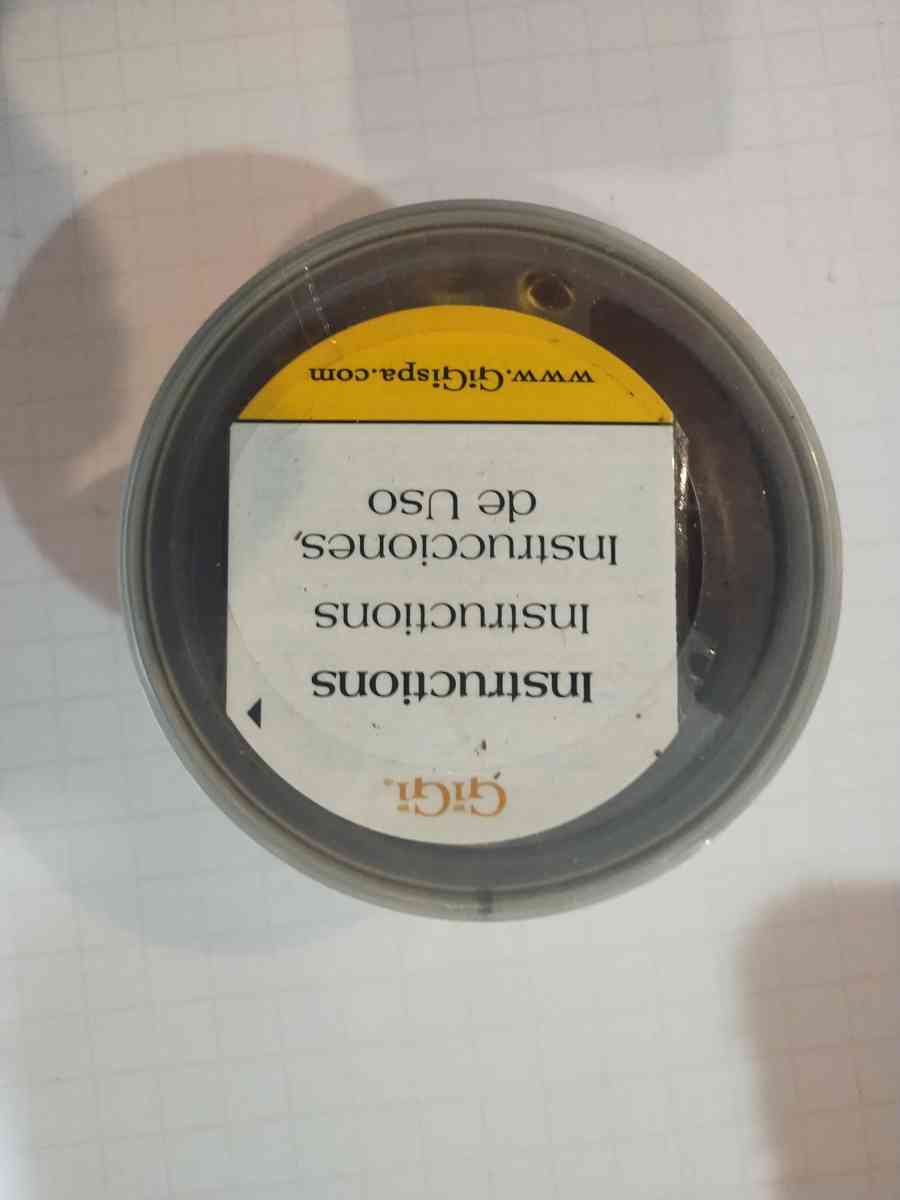 GiGi.
Instructions
Instructions
Instrucciones,
de Uso
www.GiGispa.com